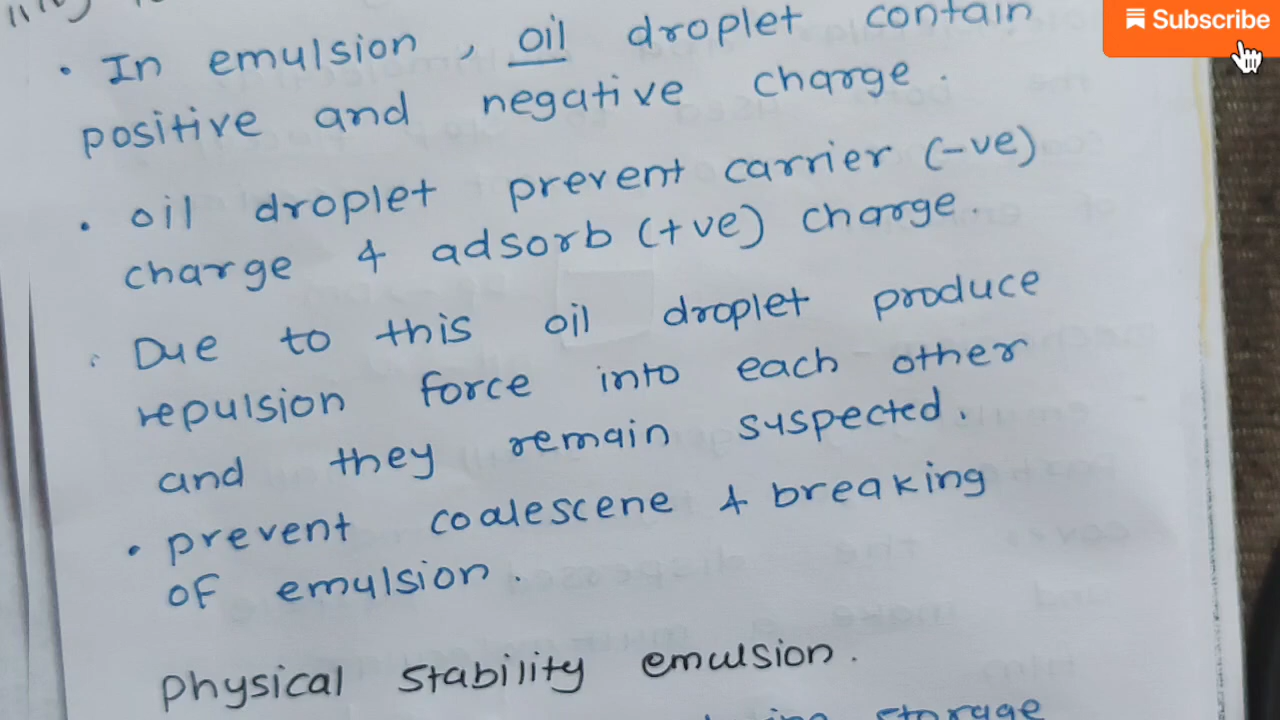 Subscribe
• In emulsion, oil droplet contain
positive and negative charge.
• oil droplet prevent carrier (-ve)
charge & adsorb (+ve) charge.
• Due to this oil droplet produce
repulsion force into each other
and they remain suspected.
• prevent coalescene & breaking
of emulsion.
physical stability emulsion.
storage